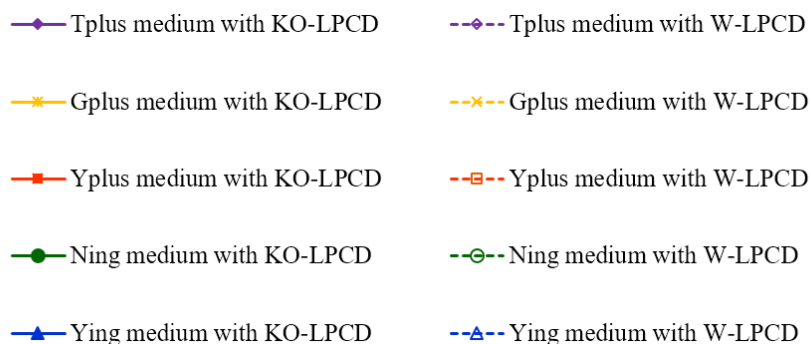 Tplus medium with KO-LPCD Tplus medium with W-LPCD
Gplus medium with KO-LPCD Gplus medium with W-LPCD
Yplus medium with KO-LPCD Yplus medium with W-LPCD
Ning medium with KO-LPCD Ning medium with W-LPCD
Ying medium with KO-LPCD Ying medium with W-LPCD